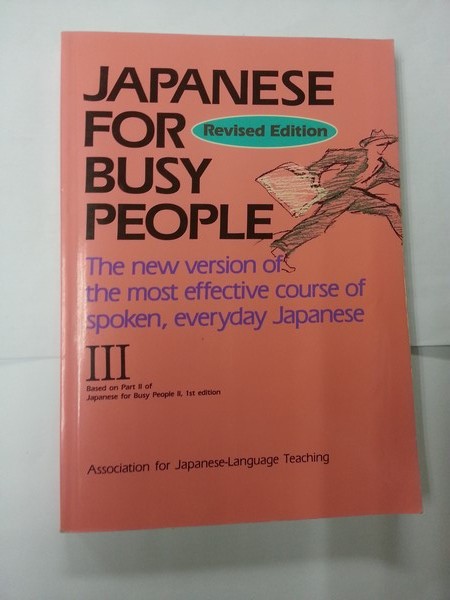 JAPANESE
FOR
Revised Edition
BUSY
PEOPLE
The new version of
the most effective course of
spoken, everyday Japanese
III
Based on Part II of
Japanese for Busy People II, 1st edition
Association for Japanese-Language Teaching